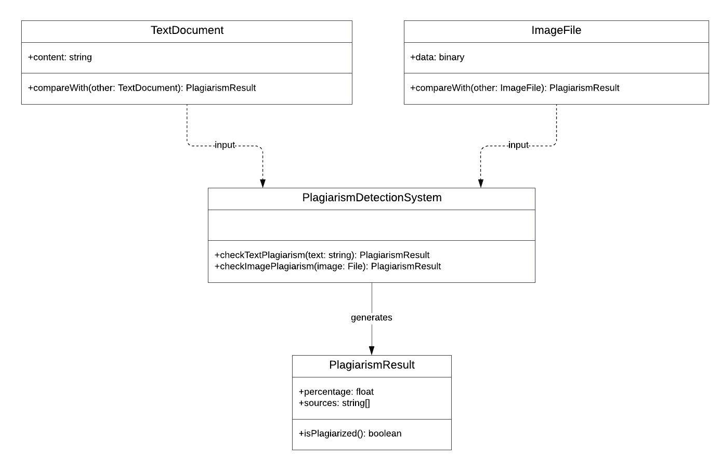 TextDocument
+content: string
+compareWith(other: TextDocument): PlagiarismResult
ImageFile
+data: binary
+compareWith(other: ImageFile): PlagiarismResult
input
input
PlagiarismDetectionSystem
+checkTextPlagiarism(text: string): PlagiarismResult
+checkImagePlagiarism(image: File): PlagiarismResult
generates
PlagiarismResult
+percentage: float
+sources: string[]
+isPlagiarized(): boolean